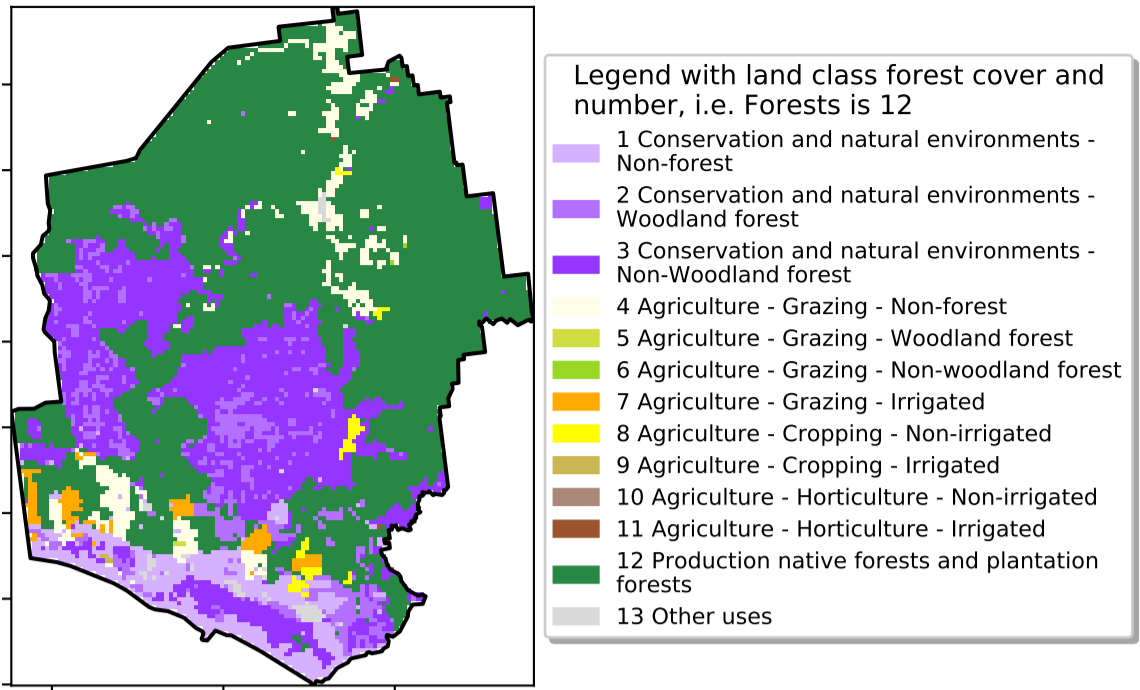 Legend with land class forest cover and
number, i.e. Forests is 12
1 Conservation and natural environments -
Non-forest
2 Conservation and natural environments -
Woodland forest
3 Conservation and natural environments -
Non-Woodland forest
4 Agriculture - Grazing - Non-forest
5 Agriculture - Grazing - Woodland forest
6 Agriculture - Grazing - Non-woodland forest
7 Agriculture - Grazing - Irrigated
8 Agriculture - Cropping - Non-irrigated
9 Agriculture - Cropping - Irrigated
10 Agriculture - Horticulture - Non-irrigated
11 Agriculture - Horticulture - Irrigated
12 Production native forests and plantation
forests
13 Other uses